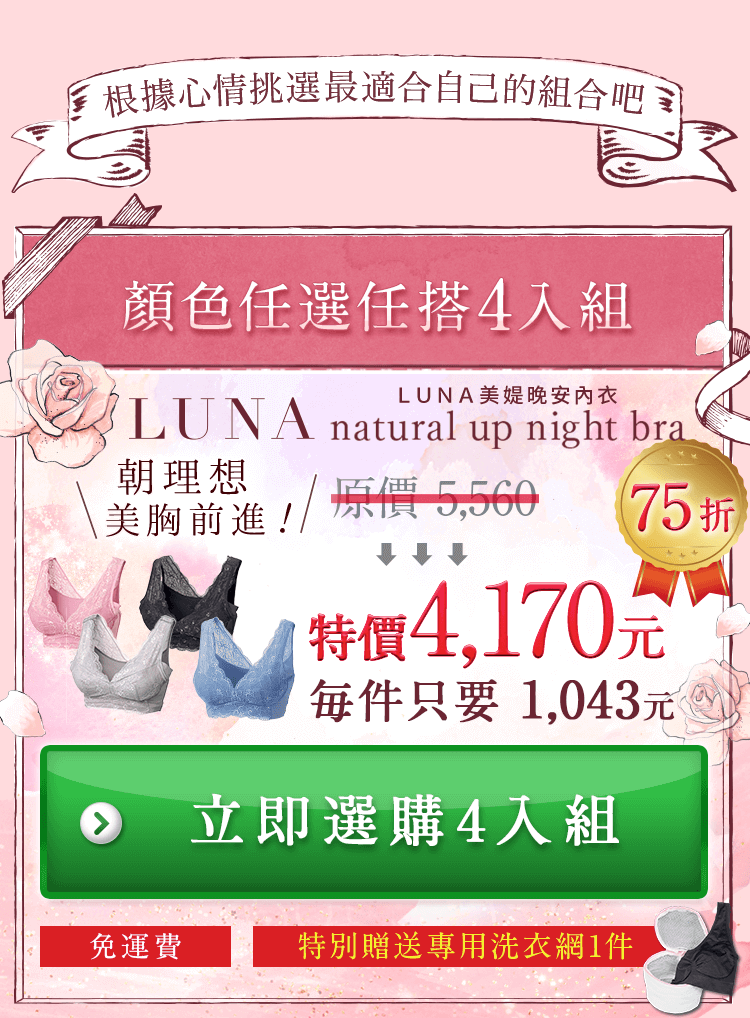 根據心情挑選最適合自己的組合吧
顏色任選任搭4入組
LUNA美媞晚安內衣
LUNA natural up night bra
朝理想
美胸前進!
原價 5,560
75折
特價4,170元
每件只要 1,043元
立即選購4入組
免運費
特別贈送專用洗衣網1件